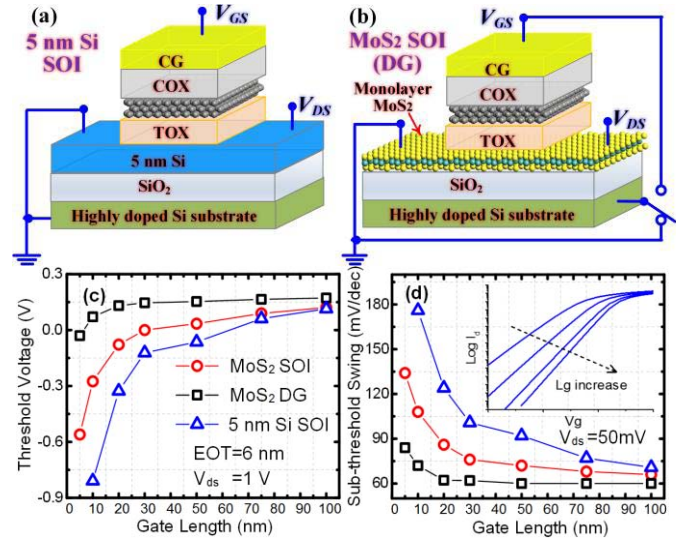 (a)
V_GS
5 nm Si
SOI
CG
COX
TOX
V_DS
5 nm Si
SiO₂
Highly doped Si substrate
(b)
V_GS
MoS₂ SOI
(DG)
CG
COX
Monolayer
MoS₂
TOX
V_DS
SiO₂
Highly doped Si substrate
(c)
Threshold Voltage (V)
0.3
0.0
-0.3
-0.6
-0.9
MoS₂ SOI
MoS₂ DG
5 nm Si SOI
EOT=6 nm
V_ds =1 V
0 10 20 30 40 50 60 70 80 90 100
Gate Length (nm)
(d)
Sub-threshold Swing (mV/dec)
180
150
120
90
60
Log I_d
Lg increase
Vg
V_ds=50mV
0 10 20 30 40 50 60 70 80 90 100
Gate Length (nm)